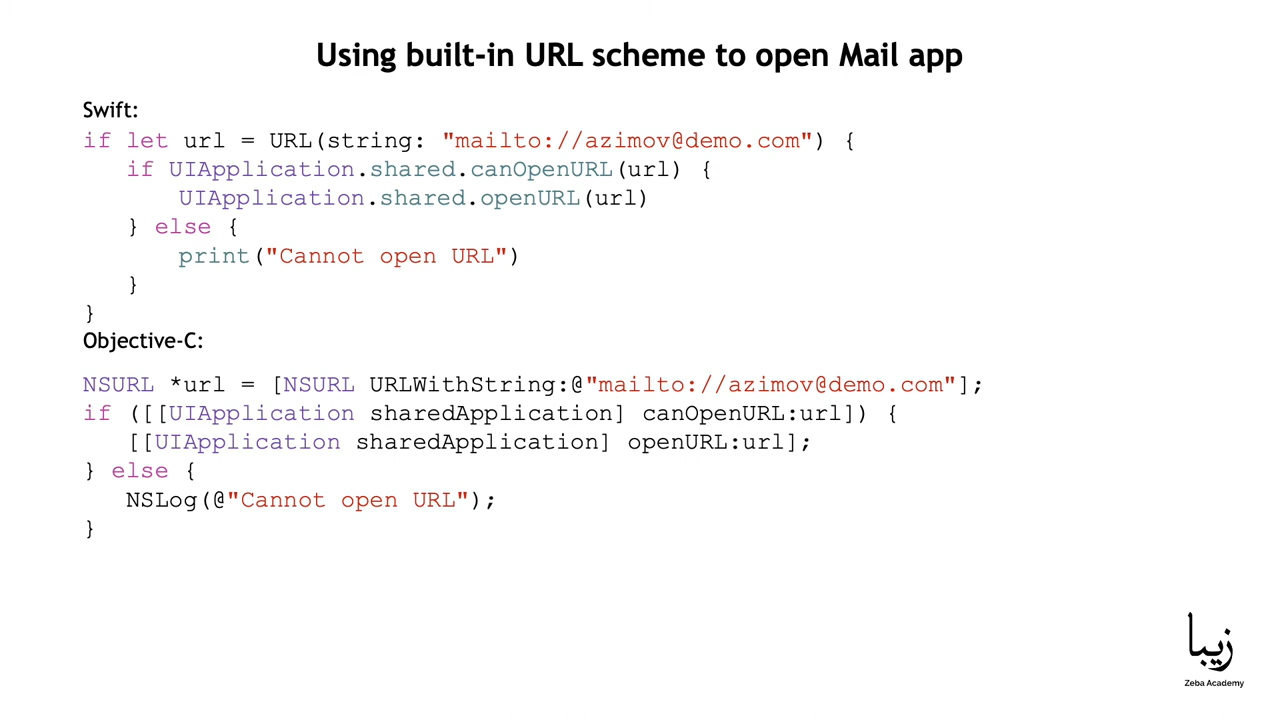 Using built-in URL scheme to open Mail app
Swift:
if let url = URL(string: "mailto://azimov@demo.com") {
if UIApplication.shared.canOpenURL(url) {
UIApplication.shared.openURL(url)
} else {
print("Cannot open URL")
}
}
Objective-C:
NSURL *url = [NSURL URLWithString:@"mailto://azimov@demo.com"];
if ([[UIApplication sharedApplication] canOpenURL:url]) {
[[UIApplication sharedApplication] openURL:url];
} else {
NSLog(@"Cannot open URL");
}
زيبا
Zeba Academy